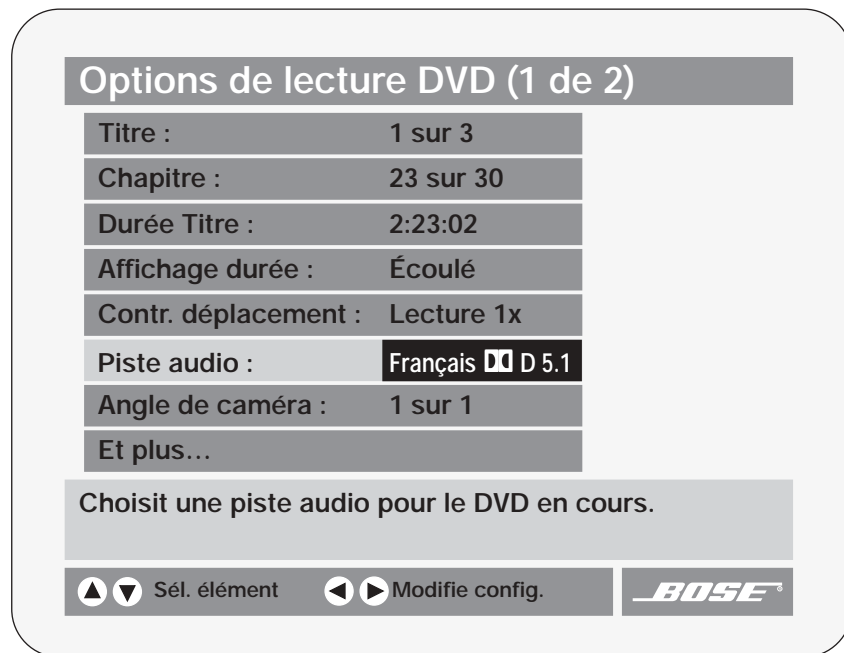 Options de lecture DVD (1 de 2)
Titre : 1 sur 3
Chapitre : 23 sur 30
Durée Titre : 2:23:02
Affichage durée : Écoulé
Contr. déplacement : Lecture 1x
Piste audio : Français D 5.1
Angle de caméra : 1 sur 1
Et plus...
Choisit une piste audio pour le DVD en cours.
Sél. élément Modifie config. BOSE®